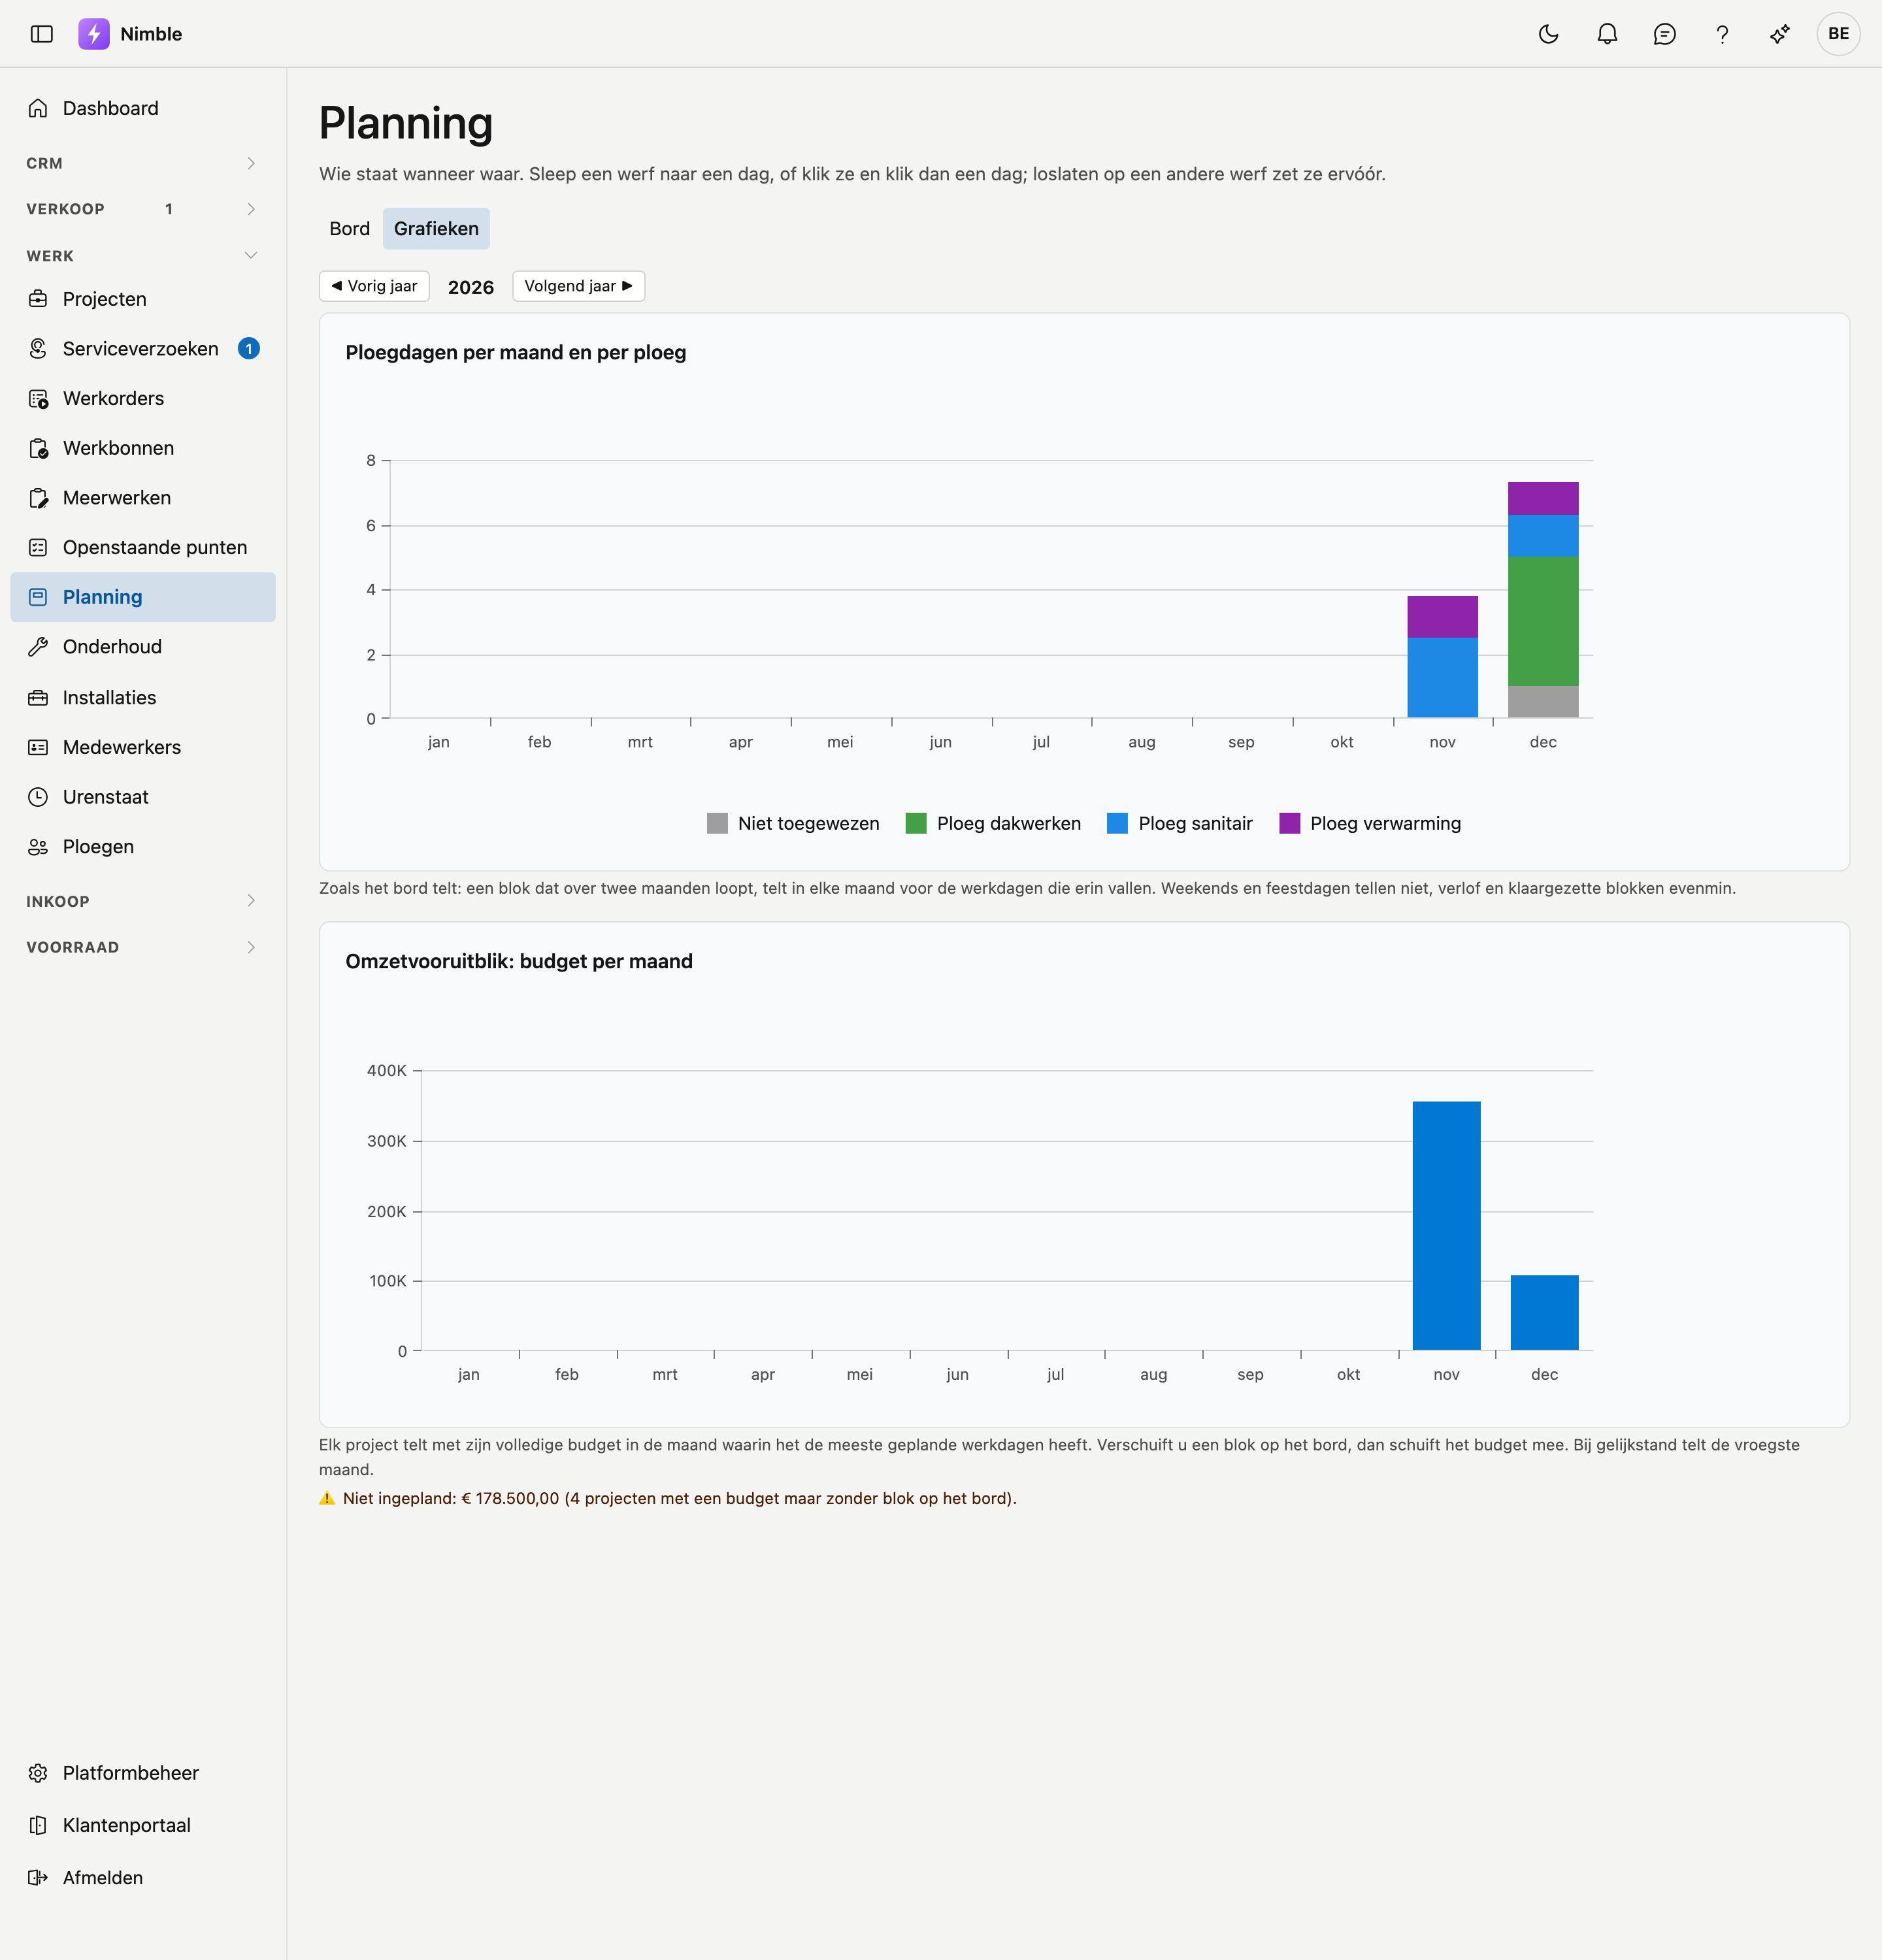 Nimble
BE
Dashboard
CRM
VERKOOP 1
WERK
Projecten
Serviceverzoeken 1
Werkorders
Werkbonnen
Meerwerken
Openstaande punten
Planning
Onderhoud
Installaties
Medewerkers
Urenstaat
Ploegen
INKOOP
VOORRAAD
Platformbeheer
Klantenportaal
Afmelden
Planning
Wie staat wanneer waar. Sleep een werf naar een dag, of klik ze en klik dan een dag; loslaten op een andere werf zet ze ervóór.
Bord Grafieken
◀ Vorig jaar 2026 Volgend jaar ▶
Ploegdagen per maand en per ploeg
8
6
4
2
0
jan feb mrt apr mei jun jul aug sep okt nov dec
Niet toegewezen Ploeg dakwerken Ploeg sanitair Ploeg verwarming
Zoals het bord telt: een blok dat over twee maanden loopt, telt in elke maand voor de werkdagen die erin vallen. Weekends en feestdagen tellen niet, verlof en klaargezette blokken evenmin.
Omzetvooruitblik: budget per maand
400K
300K
200K
100K
0
jan feb mrt apr mei jun jul aug sep okt nov dec
Elk project telt met zijn volledige budget in de maand waarin het de meeste geplande werkdagen heeft. Verschuift u een blok op het bord, dan schuift het budget mee. Bij gelijkstand telt de vroegste
maand.
⚠ Niet ingepland: € 178.500,00 (4 projecten met een budget maar zonder blok op het bord).